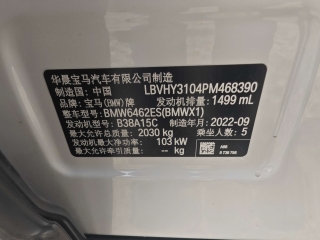 华晨宝马汽车有限公司制造
制造国：中国 LBVHY3104PM468390
品牌：宝马(BMW)牌 发动机排量：1499 mL
整车型号：BMW6462ES(BMWX1)
发动机型号：B38A15C 制造年月：2022-09
最大允许总质量：2030 kg 乘坐人数：5
发动机最大净功率：103 kW
最大允许牵引质量：-- kg